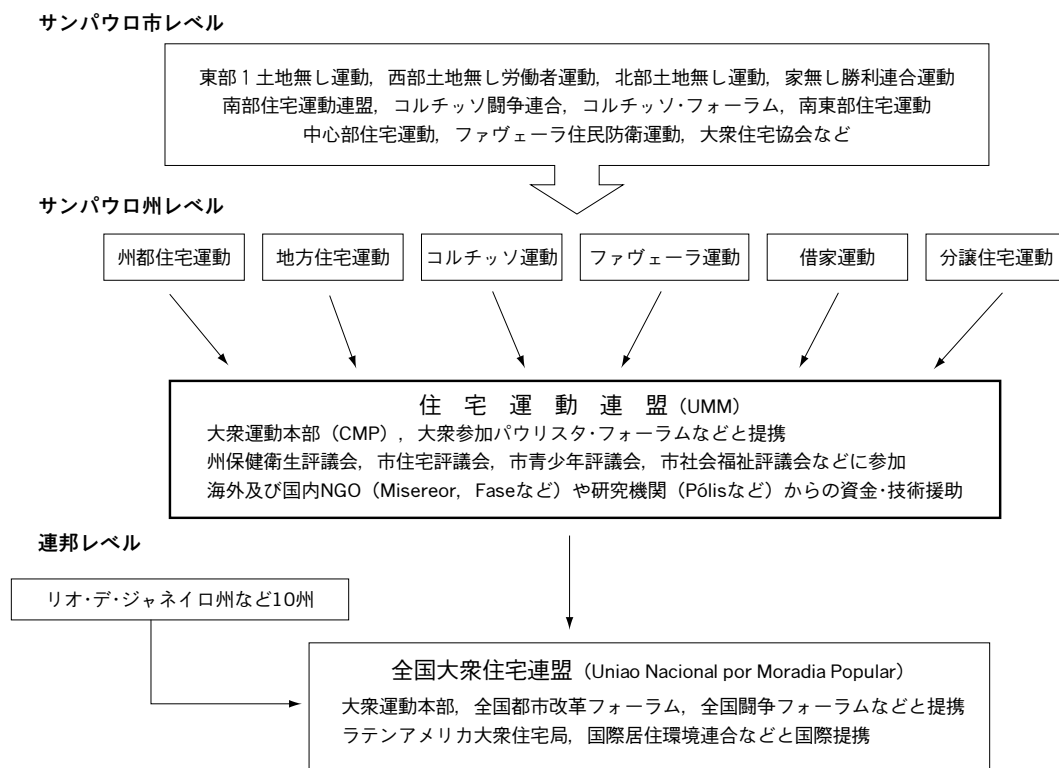 サンパウロ市レベル
東部1土地無し運動，西部土地無し労働者運動，北部土地無し運動，家無し勝利連合運動
南部住宅運動連盟，コルチッソ闘争連合，コルチッソ･フォーラム，南東部住宅運動
中心部住宅運動，ファヴェーラ住民防衛運動，大衆住宅協会など
サンパウロ州レベル
州都住宅運動
地方住宅運動
コルチッソ運動
ファヴェーラ運動
借家運動
分譲住宅運動
住宅運動連盟（UMM）
大衆運動本部（CMP），大衆参加パウリスタ･フォーラムなどと提携
州保健衛生評議会，市住宅評議会，市青少年評議会，市社会福祉評議会などに参加
海外及び国内NGO（Misereor，Faseなど）や研究機関（Pólisなど）からの資金･技術援助
連邦レベル
リオ･デ･ジャネイロ州など10州
全国大衆住宅連盟（Uniao Nacional por Moradia Popular）
大衆運動本部，全国都市改革フォーラム，全国闘争フォーラムなどと提携
ラテンアメリカ大衆住宅局，国際居住環境連合などと国際提携